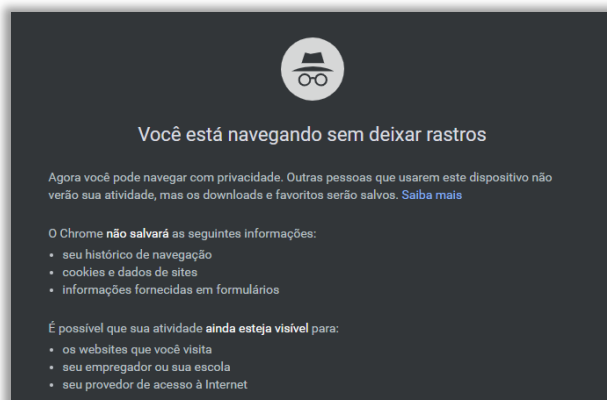 Você está navegando sem deixar rastros
Agora você pode navegar com privacidade. Outras pessoas que usarem este dispositivo não
verão sua atividade, mas os downloads e favoritos serão salvos. Saiba mais
O Chrome não salvará as seguintes informações:
• seu histórico de navegação
• cookies e dados de sites
• informações fornecidas em formulários
É possível que sua atividade ainda esteja visível para:
• os websites que você visita
• seu empregador ou sua escola
• seu provedor de acesso à Internet